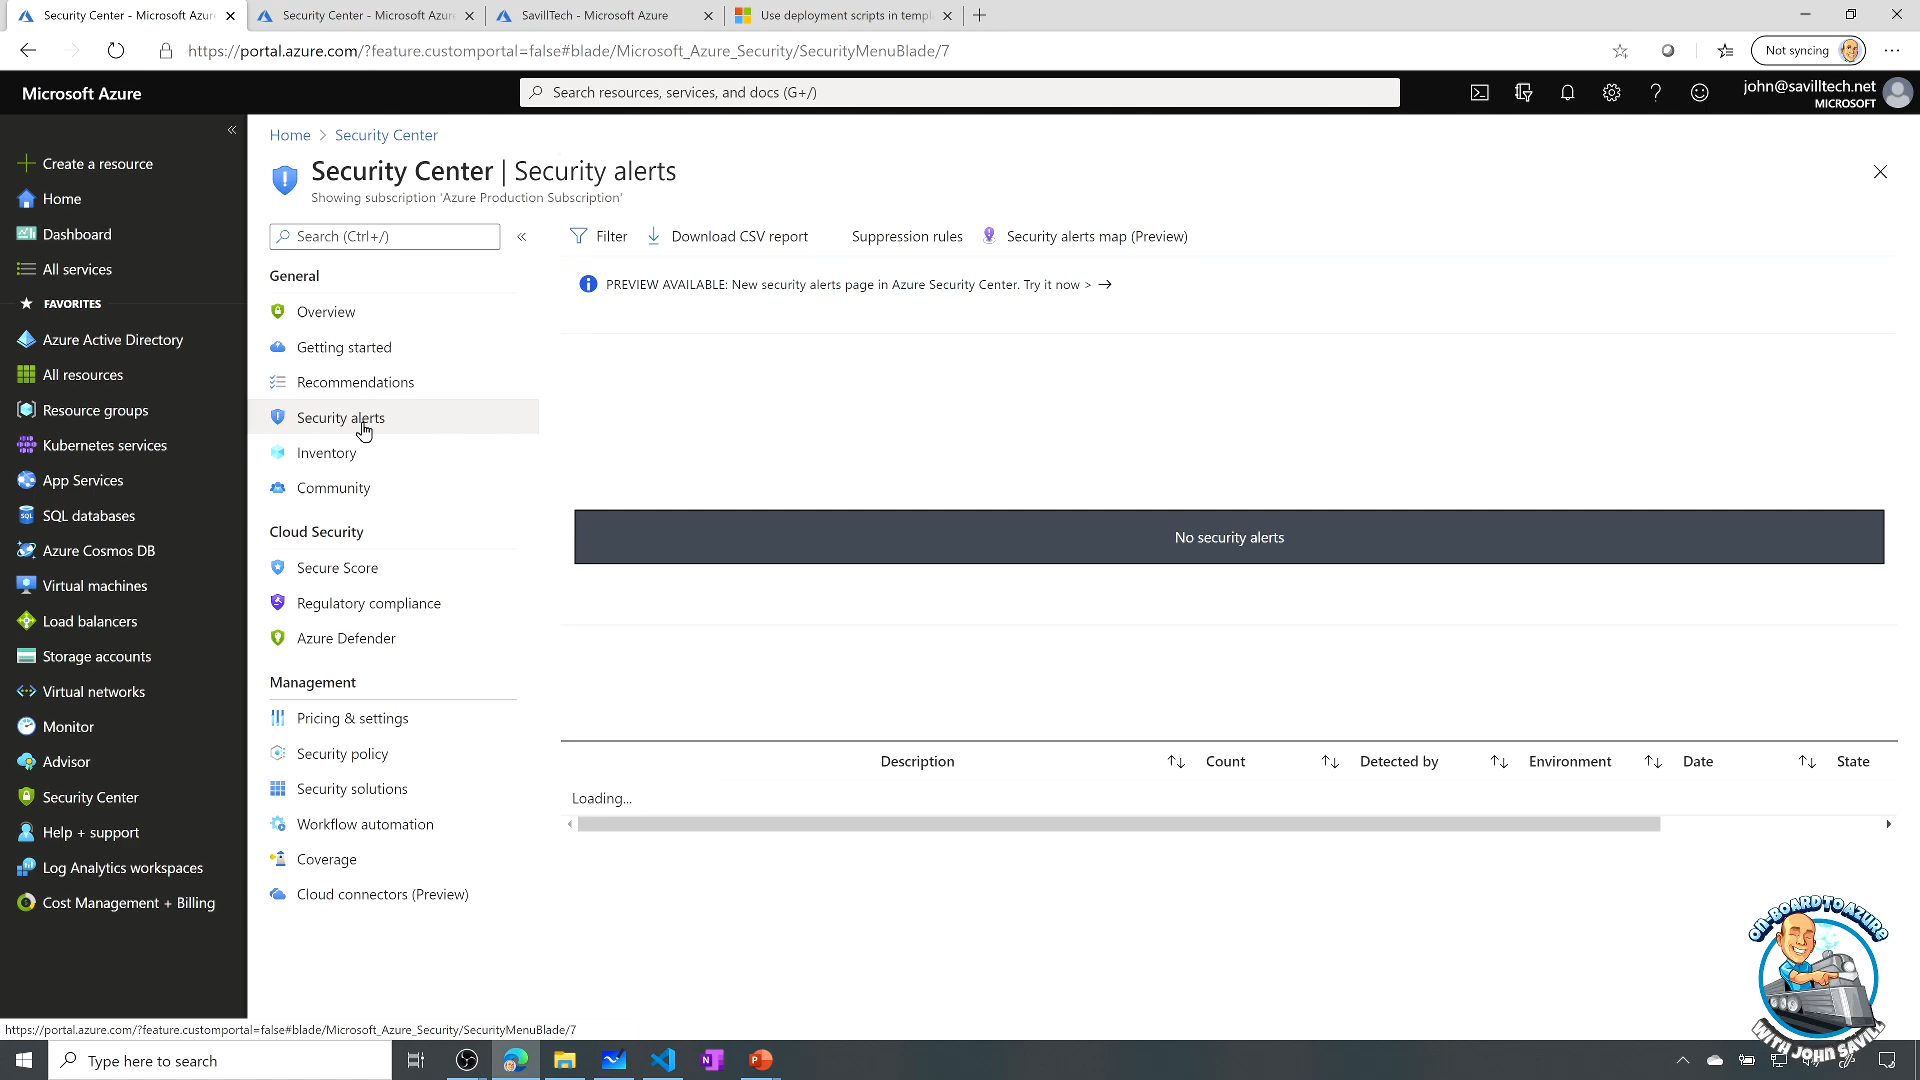 Security Center - Microsoft Azur
Security Center - Microsoft Azur
SavillTech - Microsoft Azure
Use deployment scripts in templ
https://portal.azure.com/?feature.customportal=false#blade/Microsoft_Azure_Security/SecurityMenuBlade/7
Not syncing
Microsoft Azure
Search resources, services, and docs (G+/)
john@savilltech.net
MICROSOFT
Create a resource
Home
Dashboard
All services
FAVORITES
Azure Active Directory
All resources
Resource groups
Kubernetes services
App Services
SQL databases
Azure Cosmos DB
Virtual machines
Load balancers
Storage accounts
Virtual networks
Monitor
Advisor
Security Center
Help + support
Log Analytics workspaces
Cost Management + Billing
Home > Security Center
Security Center | Security alerts
Showing subscription 'Azure Production Subscription'
Search (Ctrl+/)
General
Overview
Getting started
Recommendations
Security alerts
Inventory
Community
Cloud Security
Secure Score
Regulatory compliance
Azure Defender
Management
Pricing & settings
Security policy
Security solutions
Workflow automation
Coverage
Cloud connectors (Preview)
Filter
Download CSV report
Suppression rules
Security alerts map (Preview)
PREVIEW AVAILABLE: New security alerts page in Azure Security Center. Try it now > →
No security alerts
Description
Count
Detected by
Environment
Date
State
Loading...
ON-BOARD TO AZURE
WITH JOHN SAVILL
https://portal.azure.com/?feature.customportal=false#blade/Microsoft_Azure_Security/SecurityMenuBlade/7
Type here to search